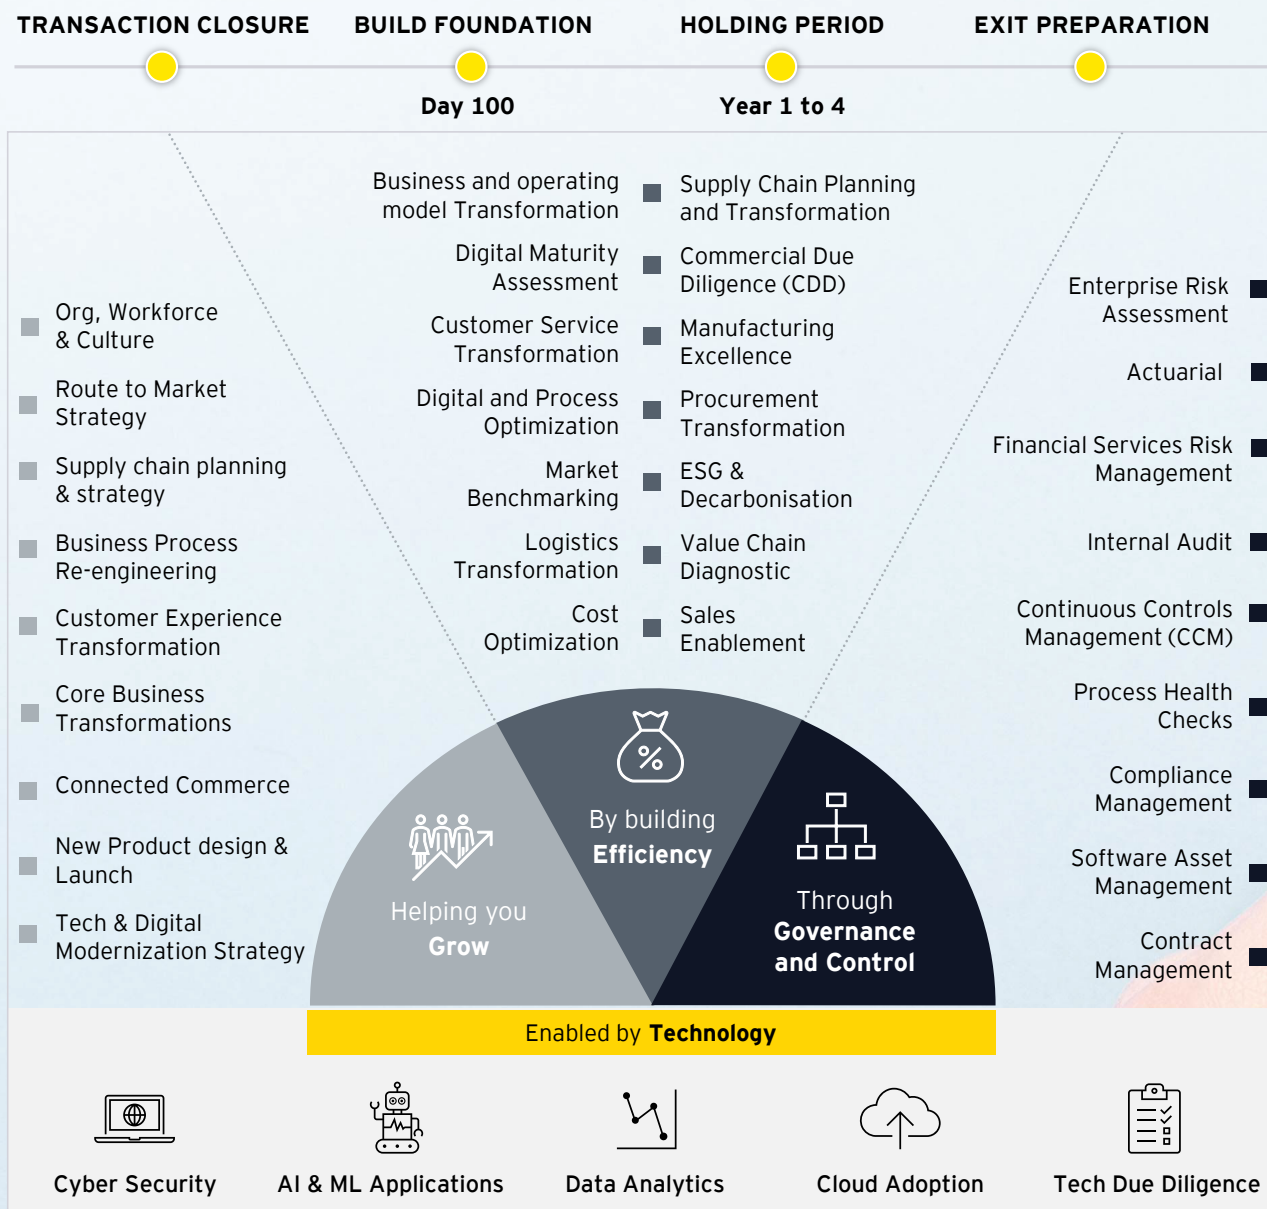 TRANSACTION CLOSURE
BUILD FOUNDATION
HOLDING PERIOD
EXIT PREPARATION
Day 100
Year 1 to 4
Org, Workforce
& Culture
Route to Market
Strategy
Supply chain planning
& strategy
Business Process
Re-engineering
Customer Experience
Transformation
Core Business
Transformations
Connected Commerce
New Product design &
Launch
Tech & Digital
Modernization Strategy
Business and operating
model Transformation
Digital Maturity
Assessment
Customer Service
Transformation
Digital and Process
Optimization
Market
Benchmarking
Logistics
Transformation
Cost
Optimization
Supply Chain Planning
and Transformation
Commercial Due
Diligence (CDD)
Manufacturing
Excellence
Procurement
Transformation
ESG &
Decarbonisation
Value Chain
Diagnostic
Sales
Enablement
Enterprise Risk
Assessment
Actuarial
Financial Services Risk
Management
Internal Audit
Continuous Controls
Management (CCM)
Process Health
Checks
Compliance
Management
Software Asset
Management
Contract
Management
Helping you
Grow
%
By building
Efficiency
Through
Governance
and Control
Enabled by Technology
Cyber Security
AI & ML Applications
Data Analytics
Cloud Adoption
Tech Due Diligence